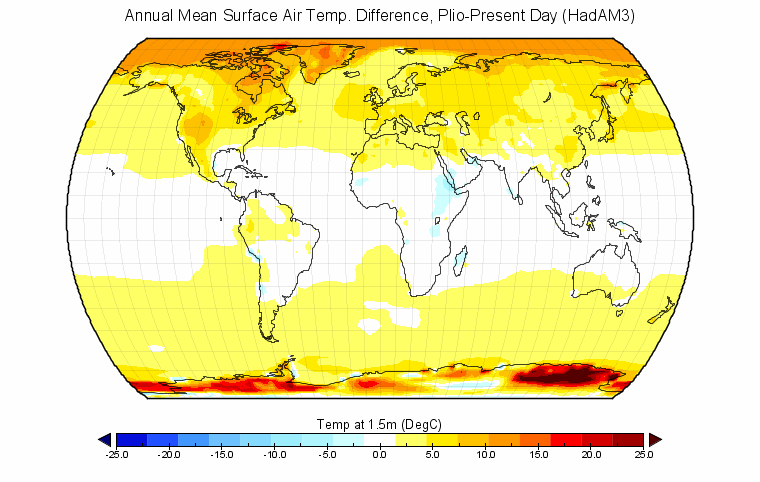 Annual Mean Surface Air Temp. Difference, Plio-Present Day (HadAM3)
Temp at 1.5m (DegC)
-25.0 -20.0 -15.0 -10.0 -5.0 0.0 5.0 10.0 15.0 20.0 25.0